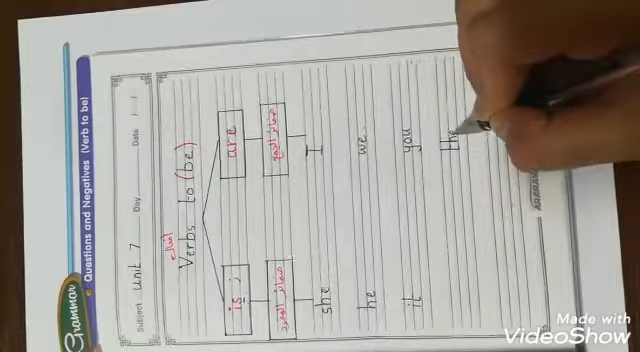 Grammar
Questions and Negatives (Verb to be)
Subject Unit 7 Day Date / /
أفعال
Verbs to (be)
is : are
ضمائر المفرد ضمائر الجمع
she I
he we
it you
the
Made with
VideoShow